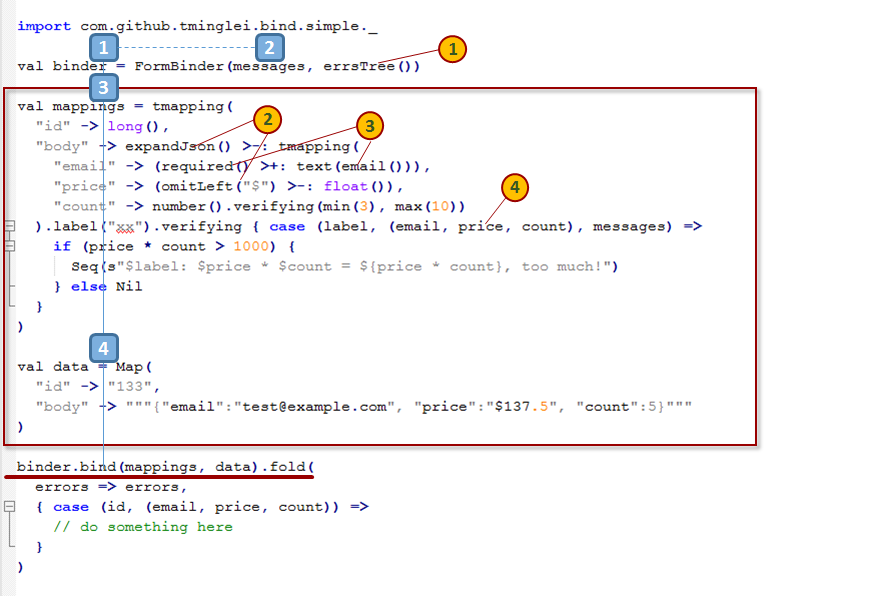 import com.github.tminglei.bind.simple._
1 2 1
val binder = FormBinder(messages, errsTree())
3
val mappings = tmapping(
2 3
"id" -> long(),
"body" -> expandJson() >-: tmapping(
"email" -> (required() >+: text(email())),
"price" -> (omitLeft("$") >-: float()),
4
"count" -> number().verifying(min(3), max(10))
).label("xx").verifying { case (label, (email, price, count), messages) =>
if (price * count > 1000) {
Seq(s"$label: $price * $count = ${price * count}, too much!")
} else Nil
}
)
4
val data = Map(
"id" -> "133",
"body" -> """{"email":"test@example.com", "price":"$137.5", "count":5}"""
)
binder.bind(mappings, data).fold(
errors => errors,
{ case (id, (email, price, count)) =>
// do something here
}
)